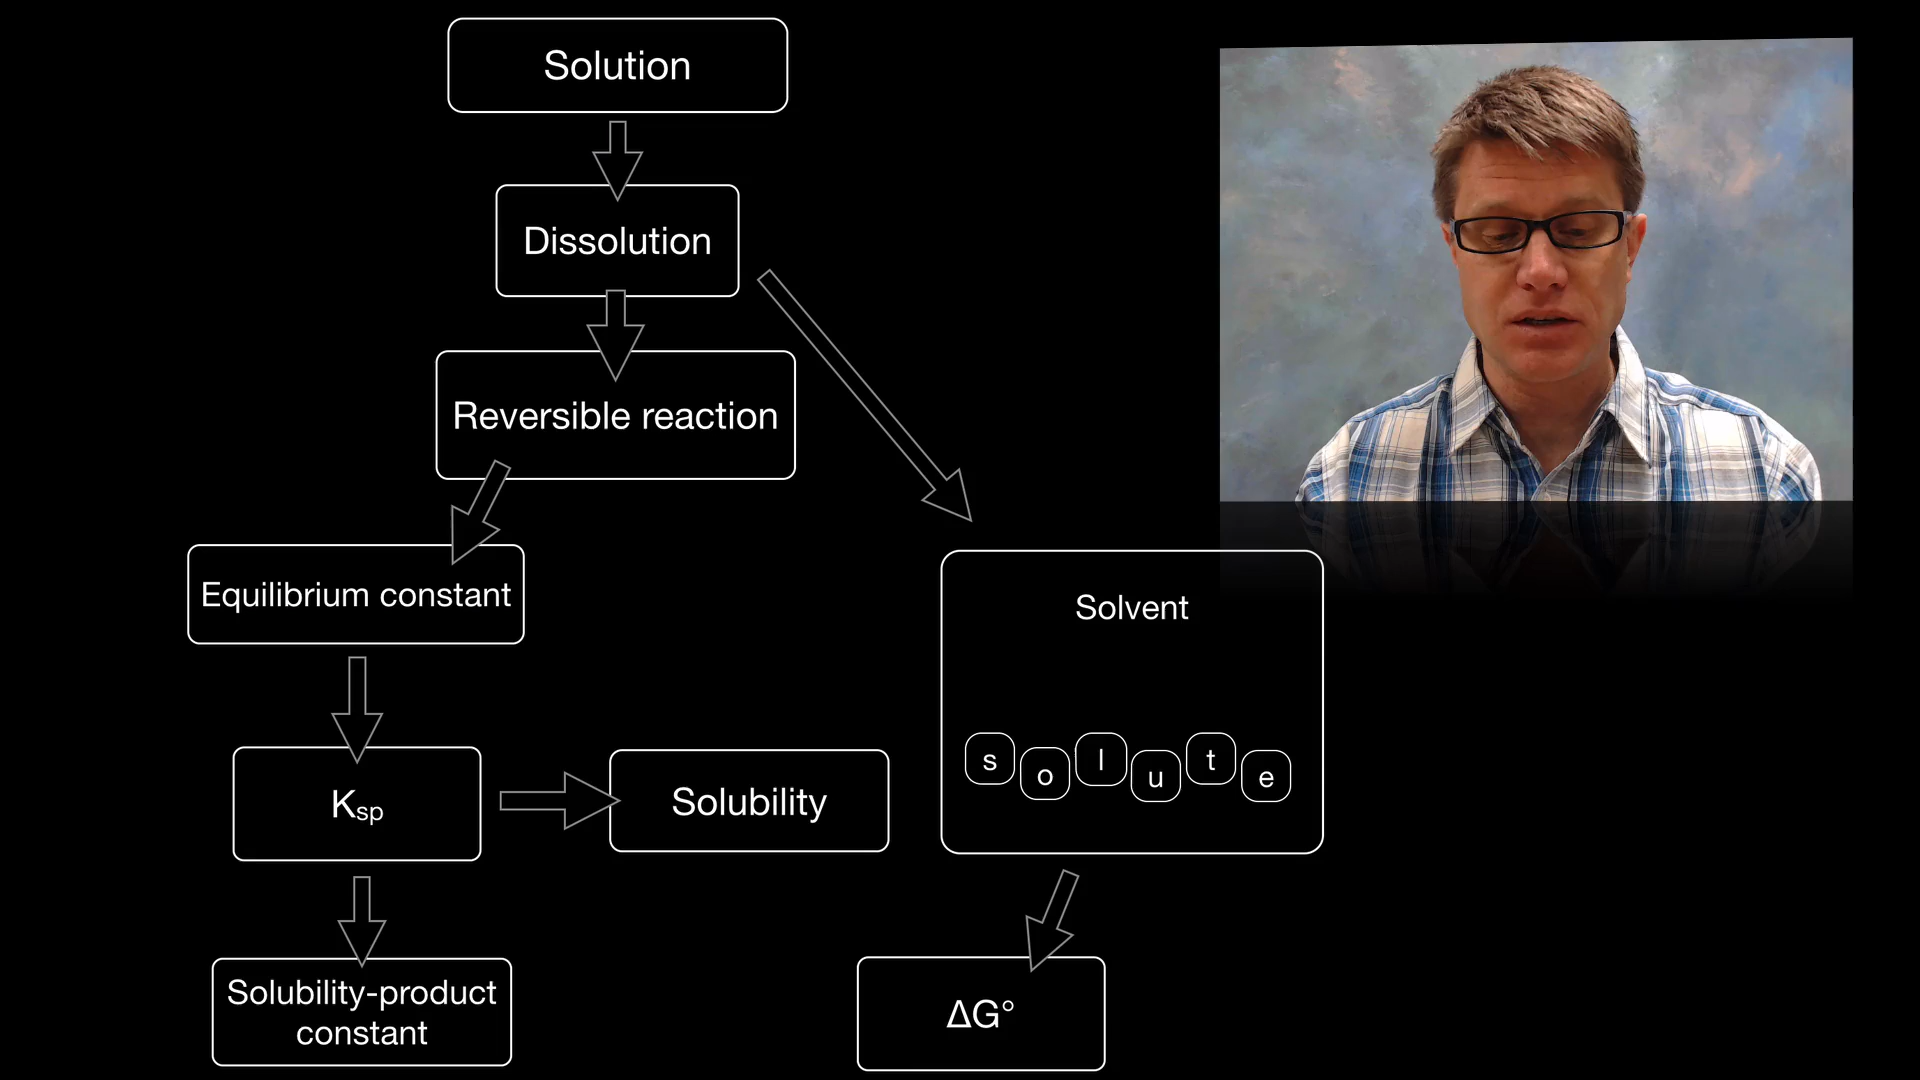 Solution
Dissolution
Reversible reaction
Equilibrium constant
Solvent
s o l u t e
Ksp
Solubility
Solubility-product
constant
ΔG°